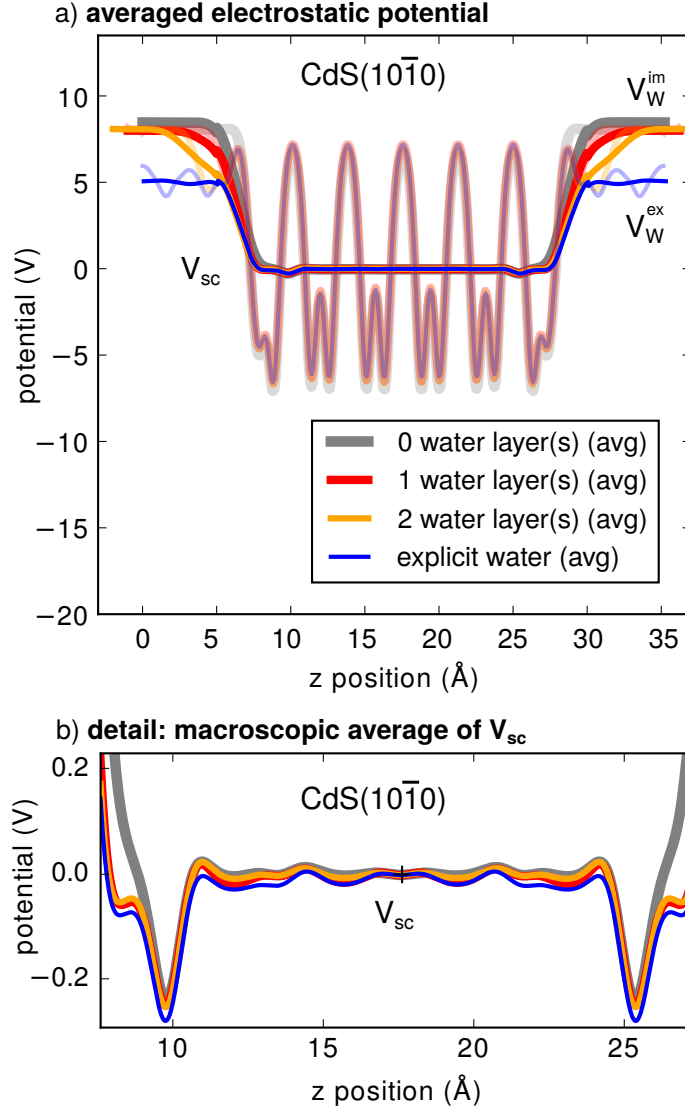 a) averaged electrostatic potential
CdS(101̅0)
V_W^im
V_W^ex
V_sc
potential (V)
10
5
0
−5
−10
−15
−20
0 water layer(s) (avg)
1 water layer(s) (avg)
2 water layer(s) (avg)
explicit water (avg)
0 5 10 15 20 25 30 35
z position (Å)
b) detail: macroscopic average of V_sc
CdS(101̅0)
potential (V)
0.2
0.0
−0.2
V_sc
10 15 20 25
z position (Å)